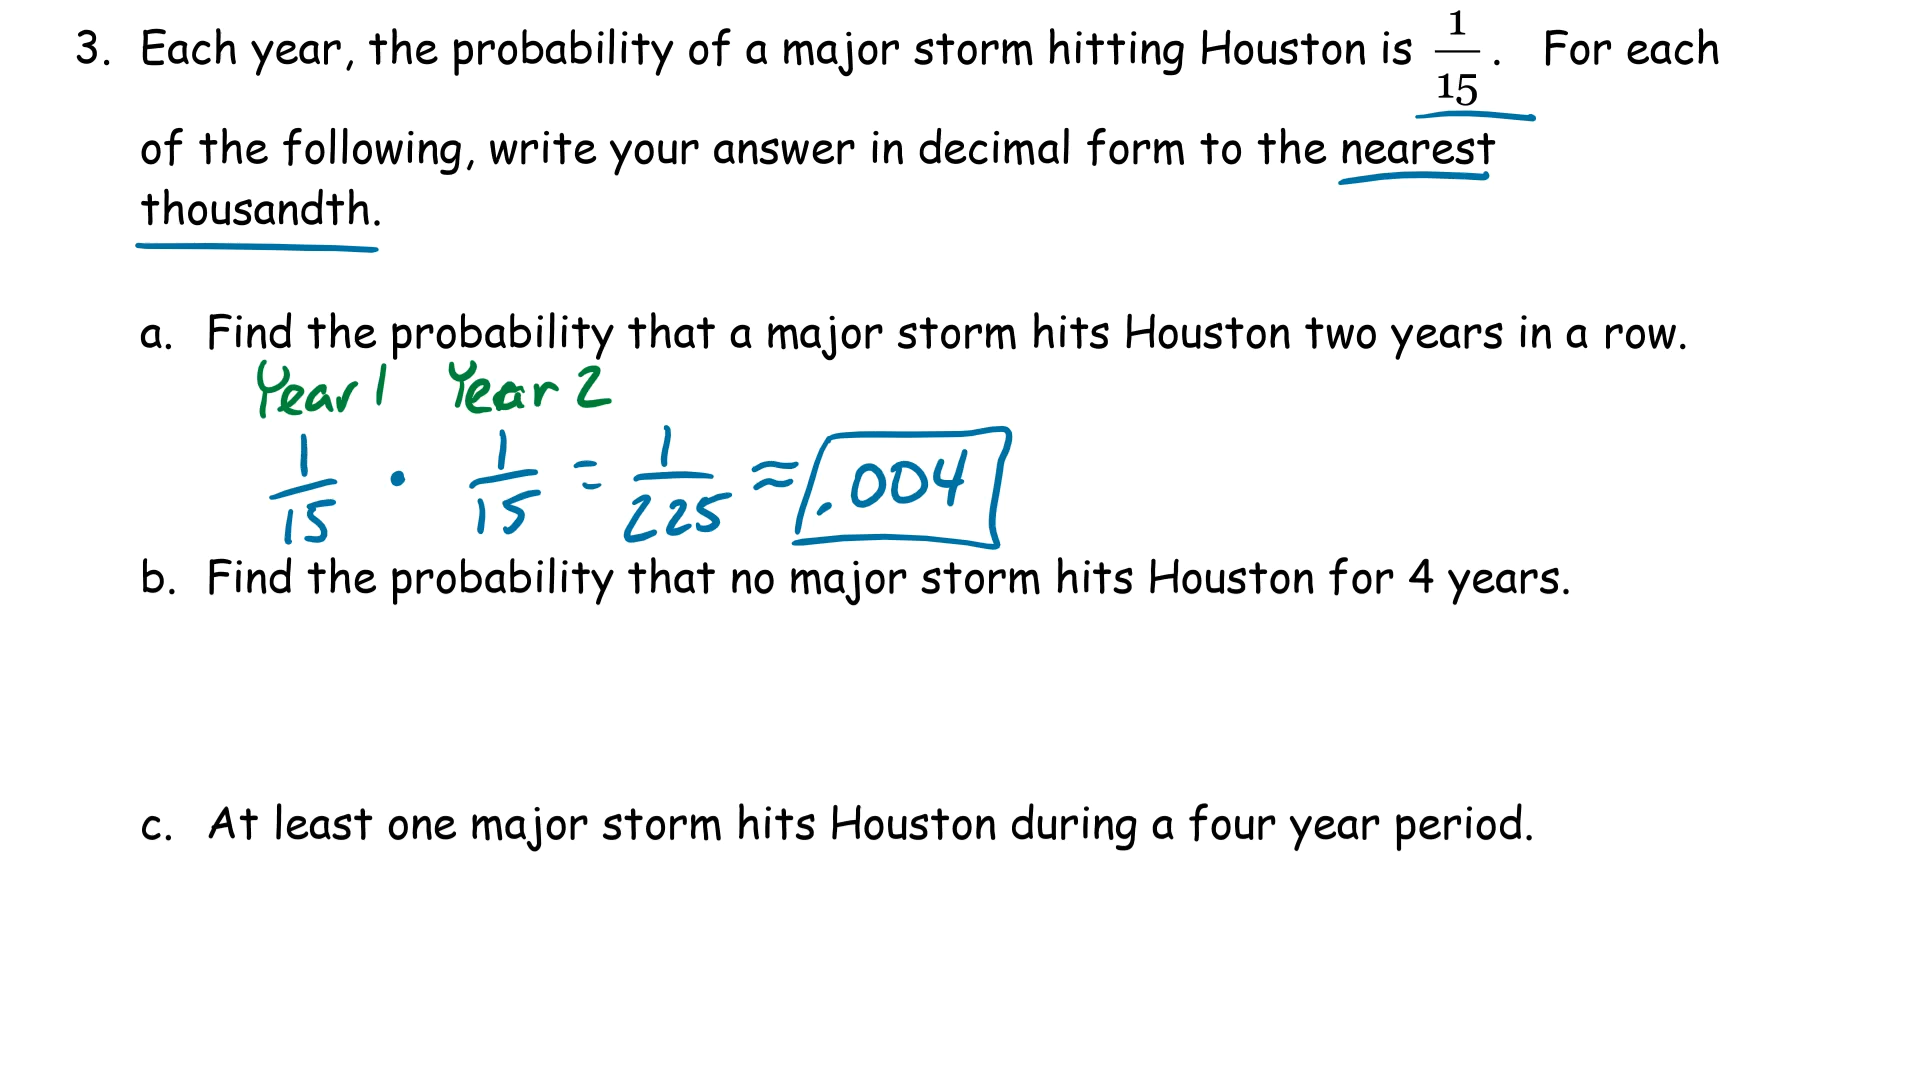 3. Each year, the probability of a major storm hitting Houston is 1/15. For each
of the following, write your answer in decimal form to the nearest
thousandth.
a. Find the probability that a major storm hits Houston two years in a row.
Year 1 Year 2
1/15 · 1/15 = 1/225 ≈ .004
b. Find the probability that no major storm hits Houston for 4 years.
c. At least one major storm hits Houston during a four year period.